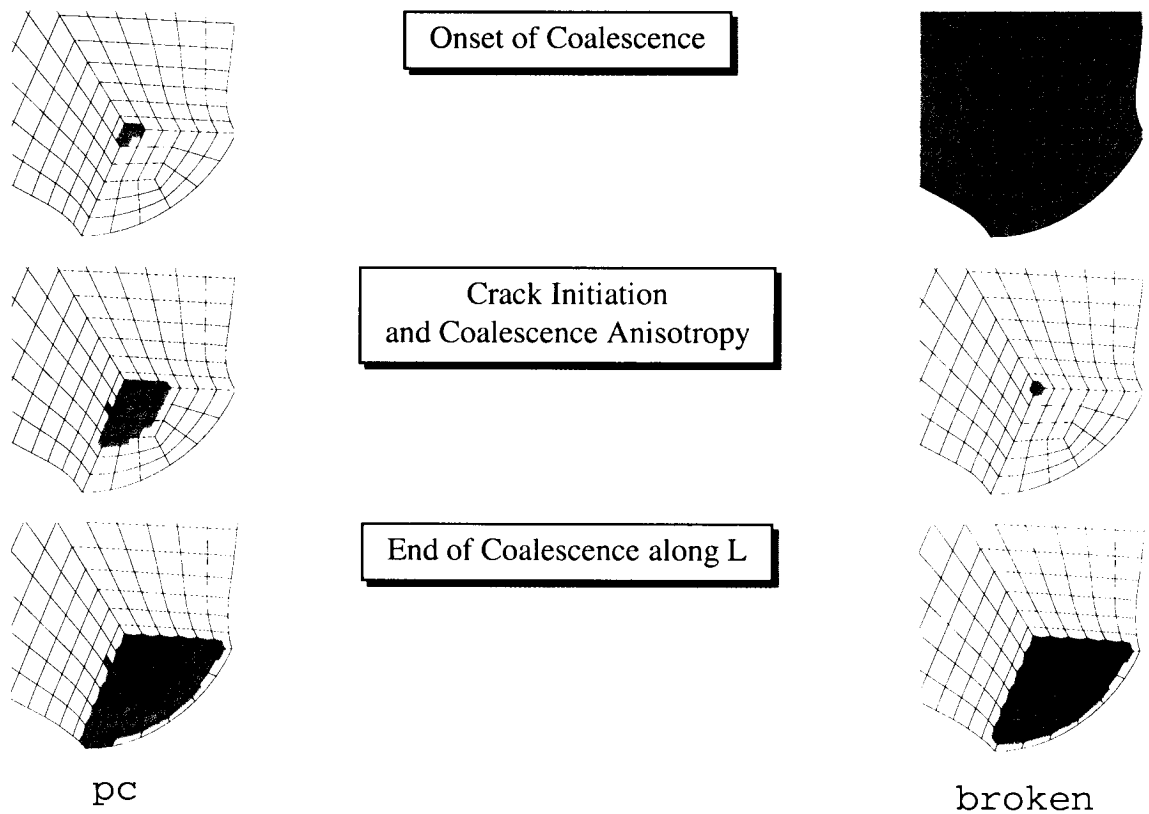 Onset of Coalescence
Crack Initiation
and Coalescence Anisotropy
End of Coalescence along L
pc
broken